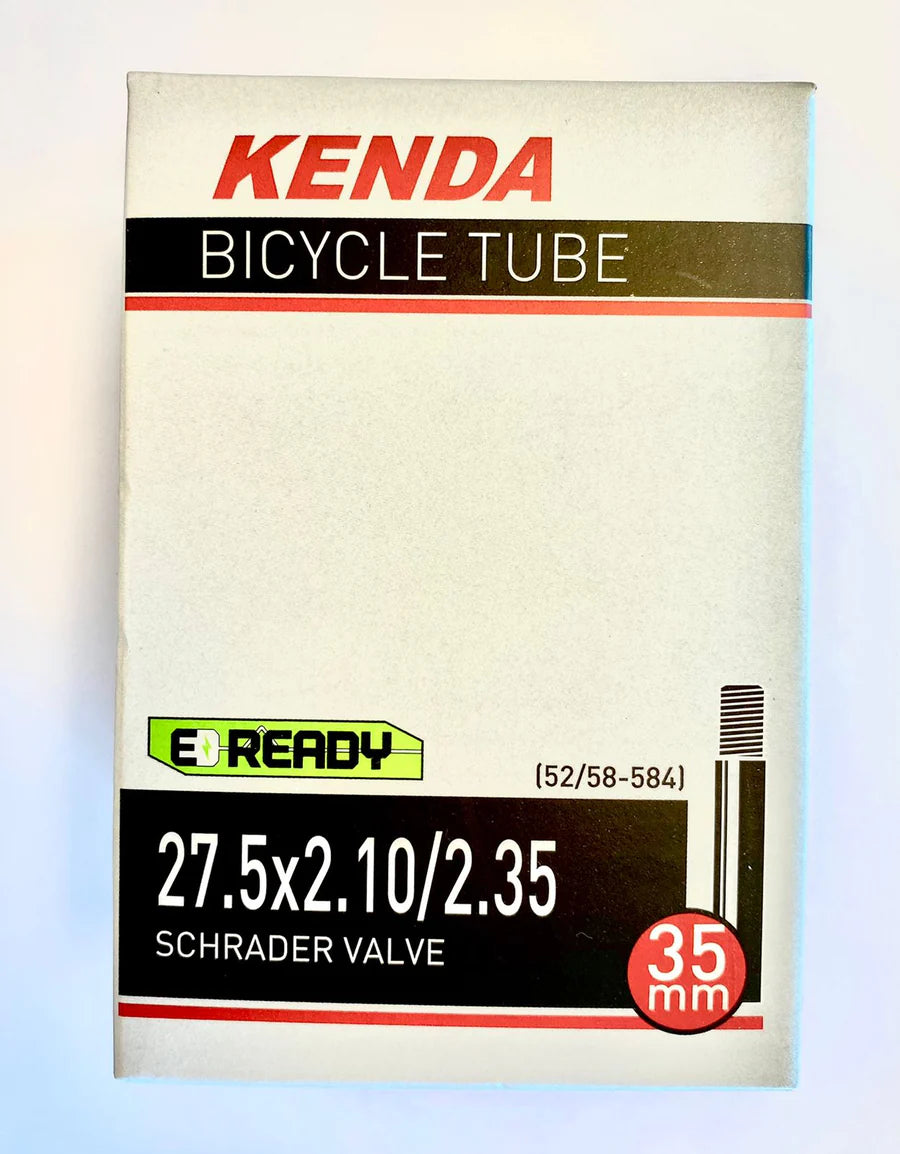 KENDA
BICYCLE TUBE
E READY
(52/58-584)
27.5x2.10/2.35
SCHRADER VALVE
35
mm